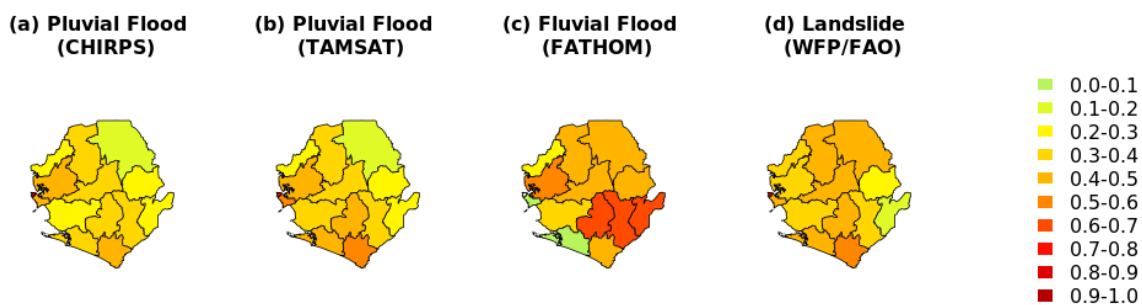 (a) Pluvial Flood
(CHIRPS)
(b) Pluvial Flood
(TAMSAT)
(c) Fluvial Flood
(FATHOM)
(d) Landslide
(WFP/FAO)
0.0-0.1
0.1-0.2
0.2-0.3
0.3-0.4
0.4-0.5
0.5-0.6
0.6-0.7
0.7-0.8
0.8-0.9
0.9-1.0